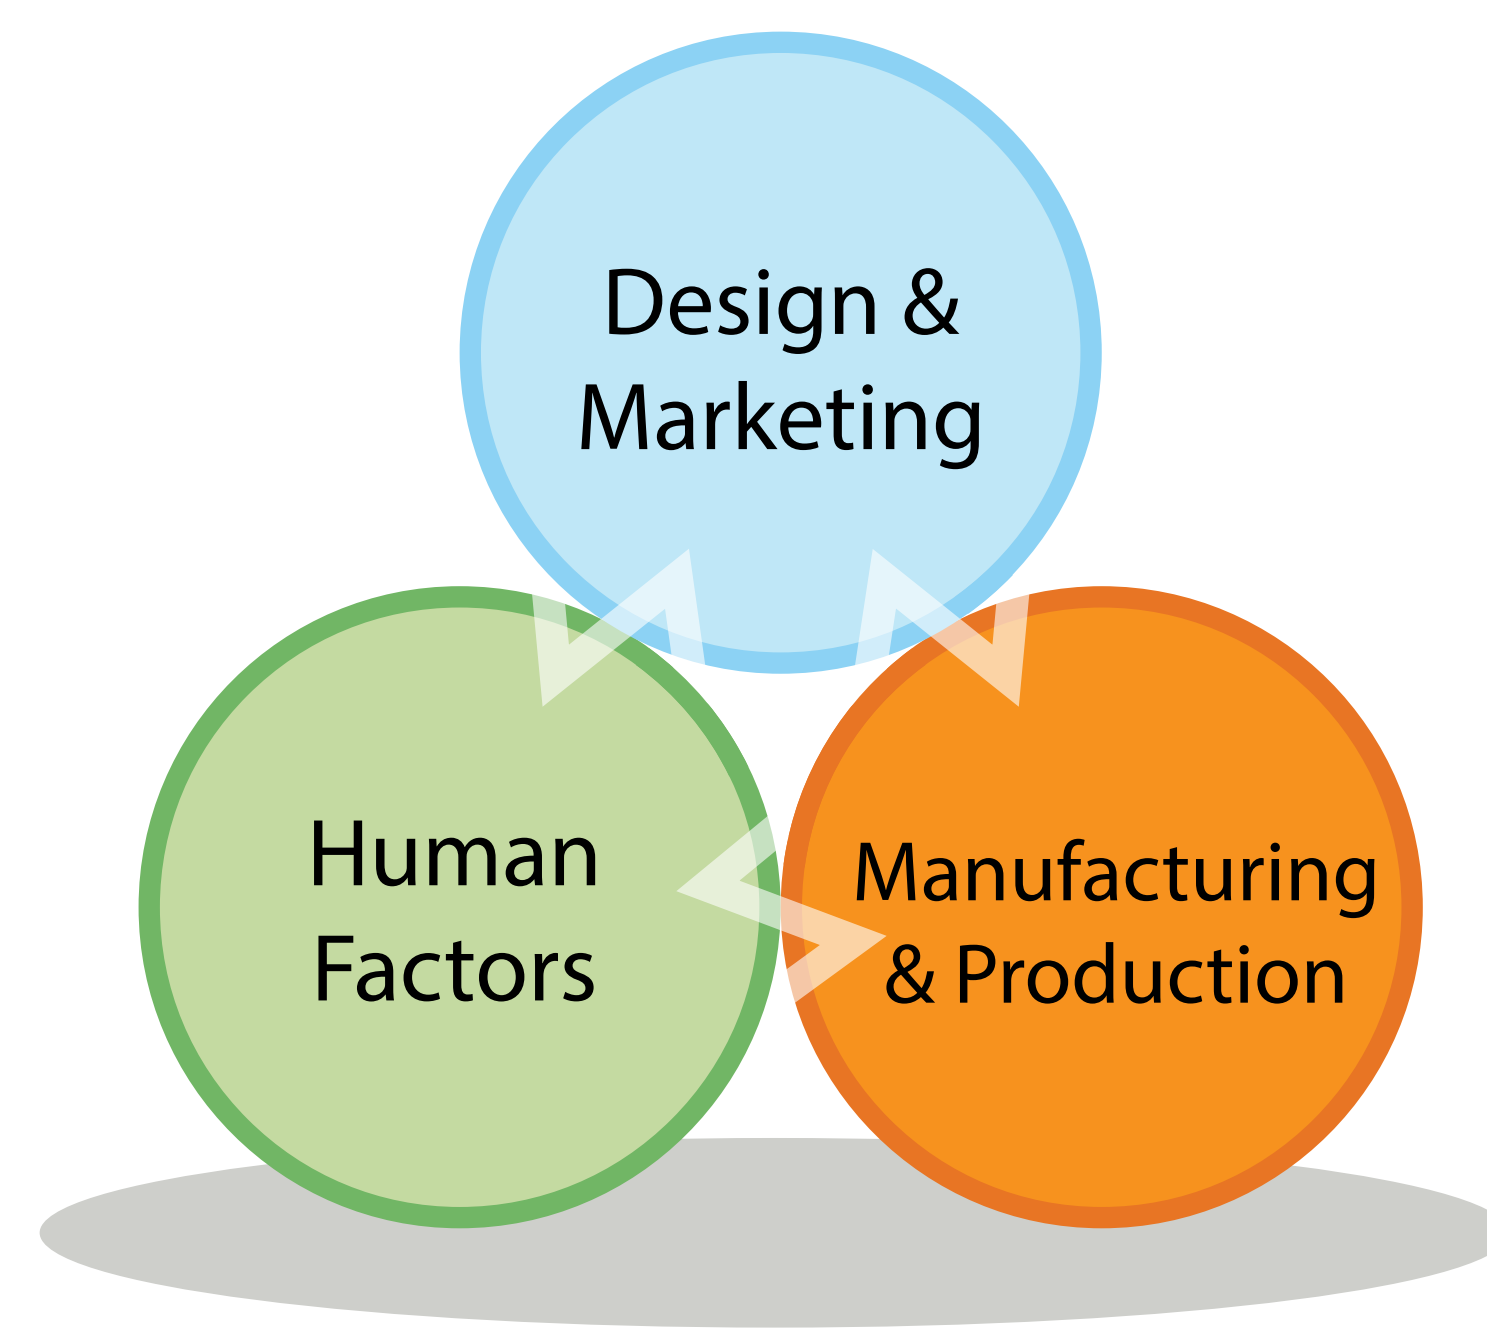 Design &
Marketing
Human
Factors
Manufacturing
& Production